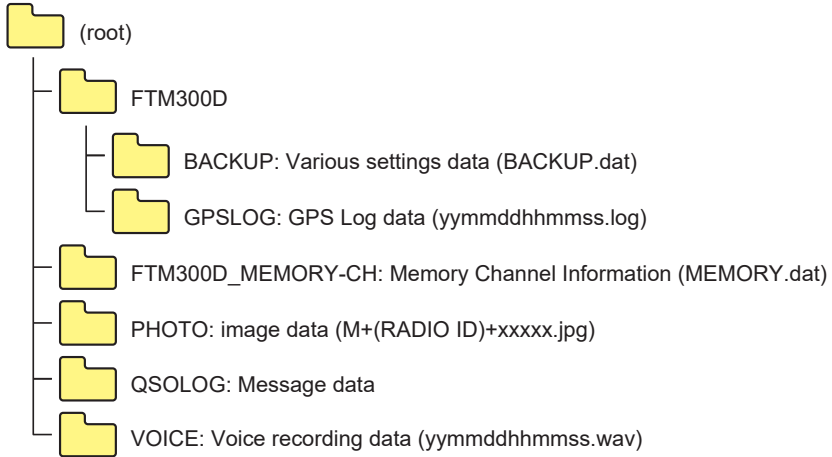 (root)
FTM300D
BACKUP: Various settings data (BACKUP.dat)
GPSLOG: GPS Log data (yymmddhhmmss.log)
FTM300D_MEMORY-CH: Memory Channel Information (MEMORY.dat)
PHOTO: image data (M+(RADIO ID)+xxxxx.jpg)
QSOLOG: Message data
VOICE: Voice recording data (yymmddhhmmss.wav)